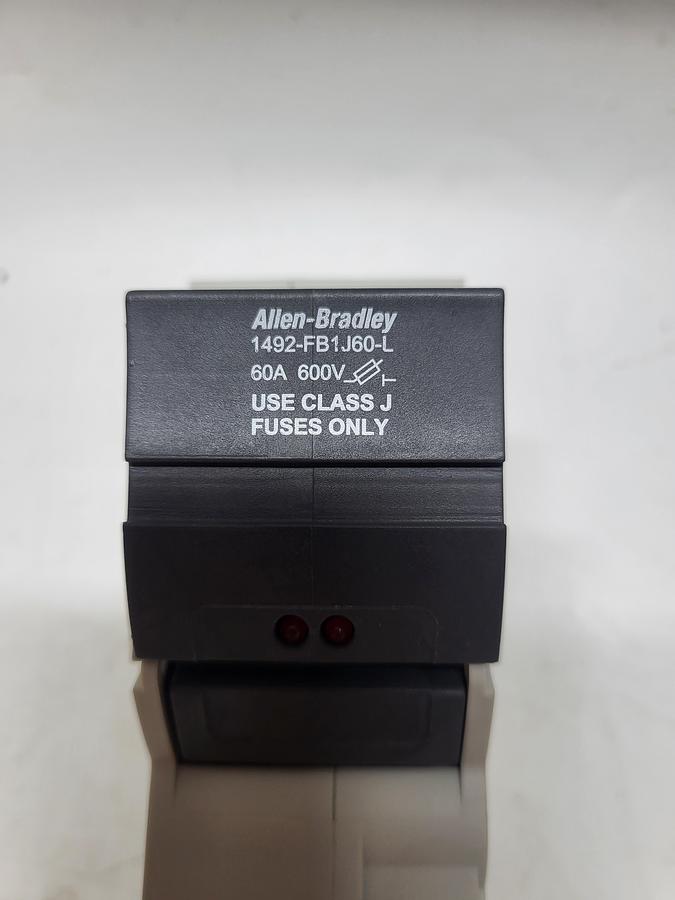 Allen-Bradley
1492-FB1J60-L
60A 600V
USE CLASS J
FUSES ONLY